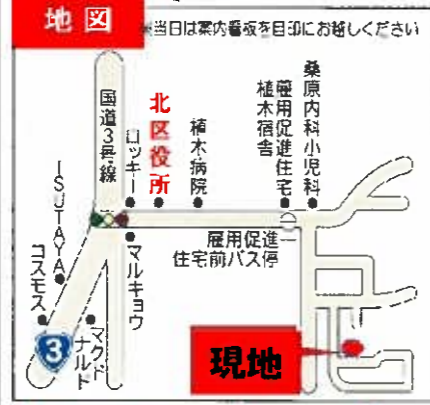 地図
※当日は案内看板を目印にお越しください
国道3号線
ロッキー
北区役所
植木病院
雇用促進住宅
植木宿舎
桑原内科小児科
TSUTAYA
コスモス
マルキョウ
雇用促進
住宅前バス停
マクド
ナルド
3
現地